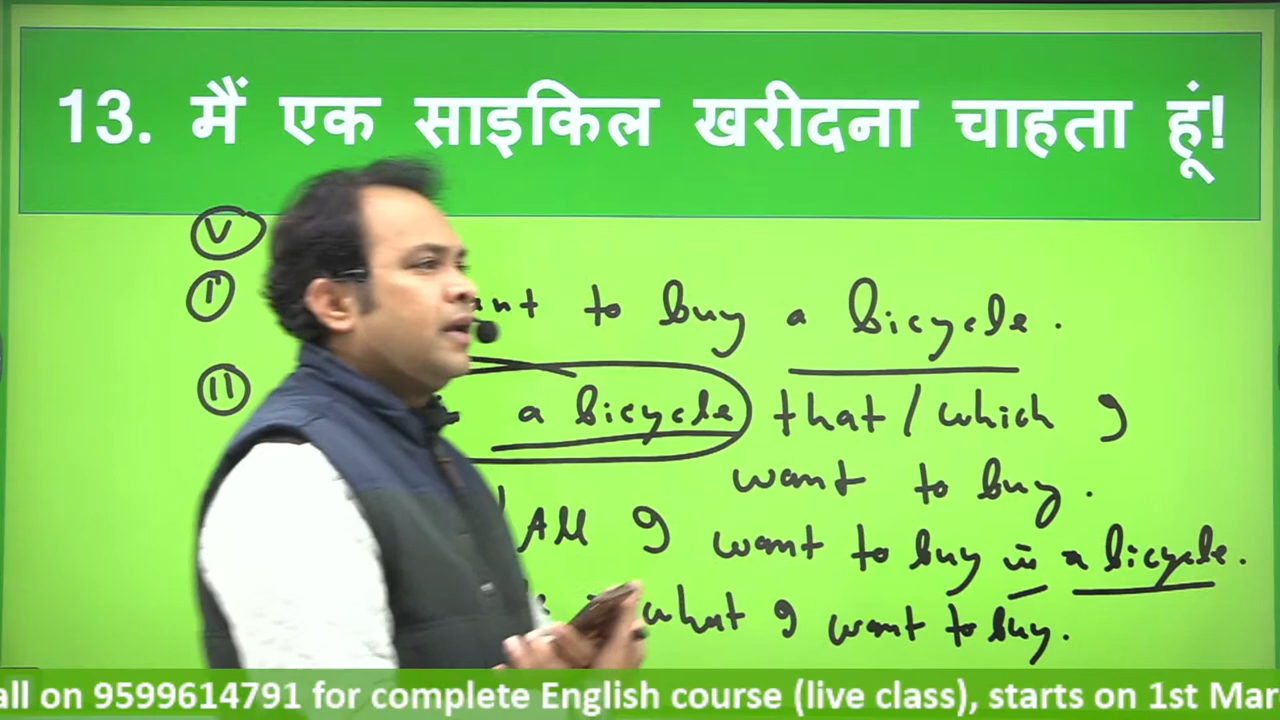 13. मैं एक साइकिल खरीदना चाहता हूं!
V
I
to buy a bicycle.
II
a bicycle that / which I
want to buy.
All I want to buy is a bicycle.
what I want to buy.
all on 9599614791 for complete English course (live class), starts on 1st Mar